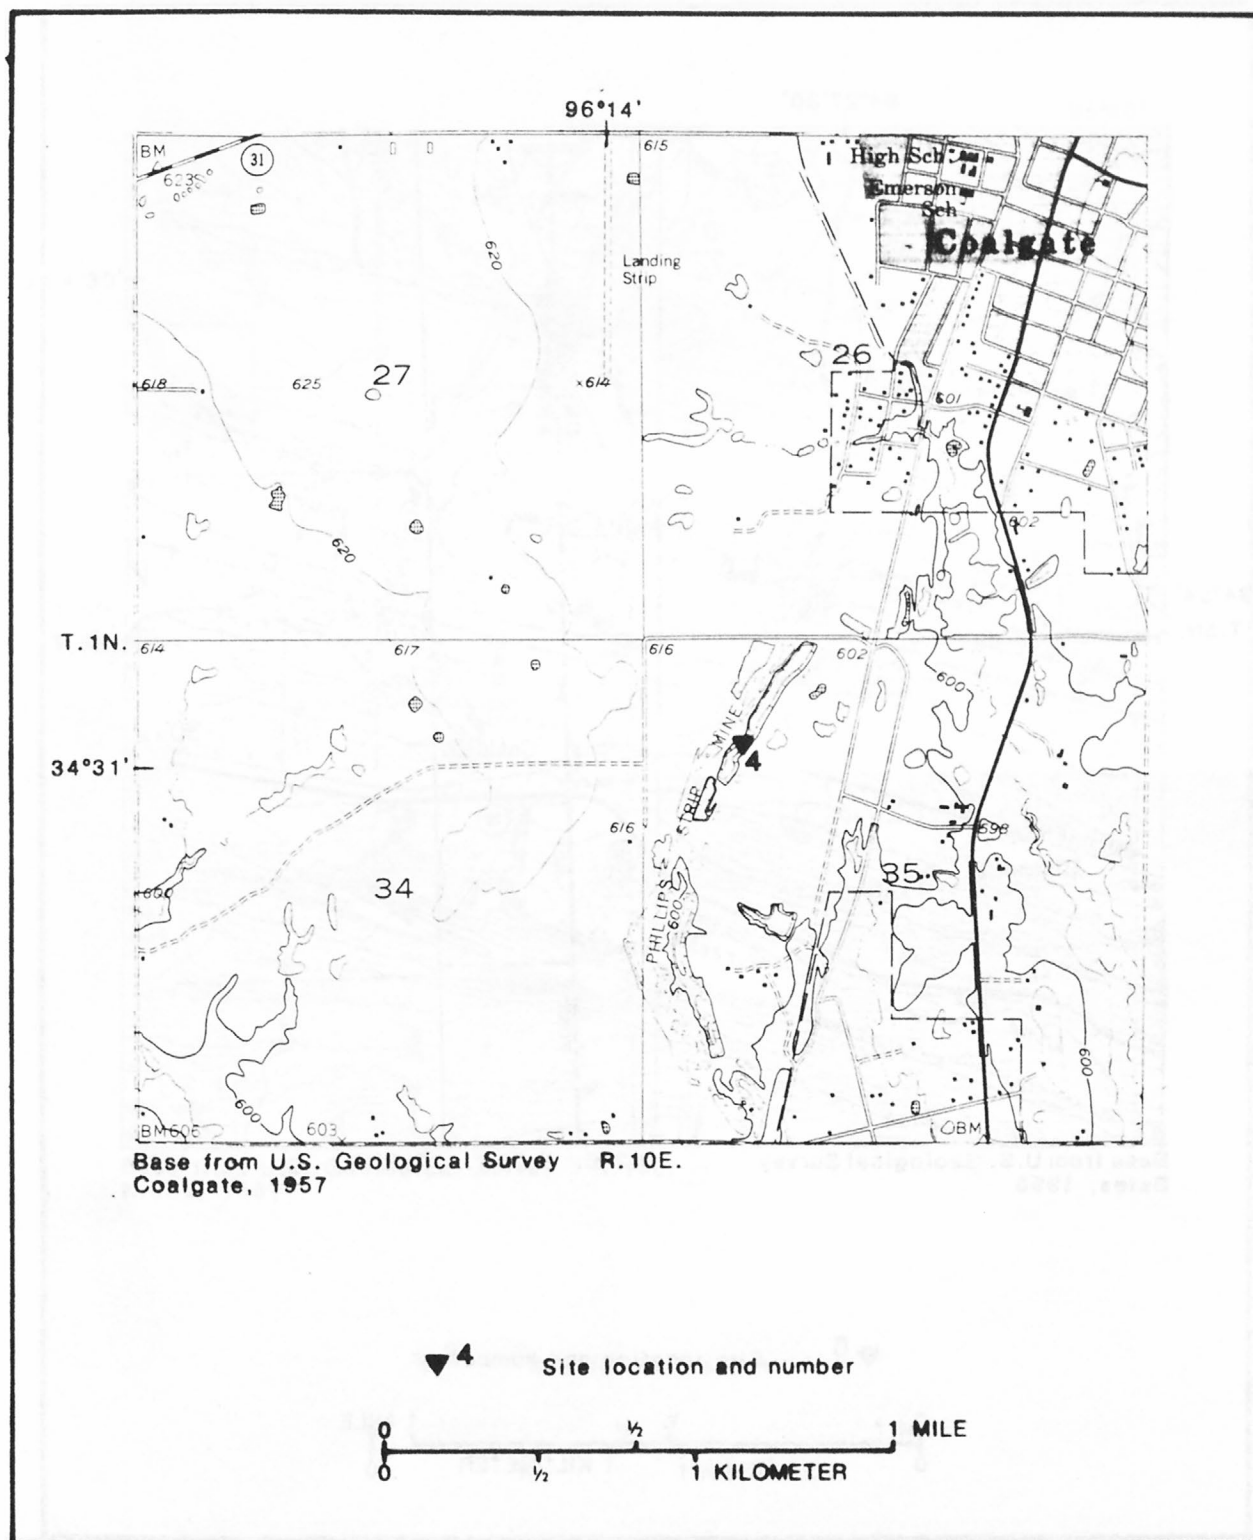 96°14'
BM
31
615
High Sch
623
Emerson
Sch
Coalgate
620
Landing
Strip
26
618
625
27
×614
601
620
602
T. 1N.
614
617
616
602
600
MINE
4
34°31'
STRIP
616
598
35
34
600
PHILLIPS
600
600
600
BM 606
603
BM
Base from U.S. Geological Survey R.10E.
Coalgate, 1957
4 Site location and number
0 ½ 1 MILE
0 ½ 1 KILOMETER